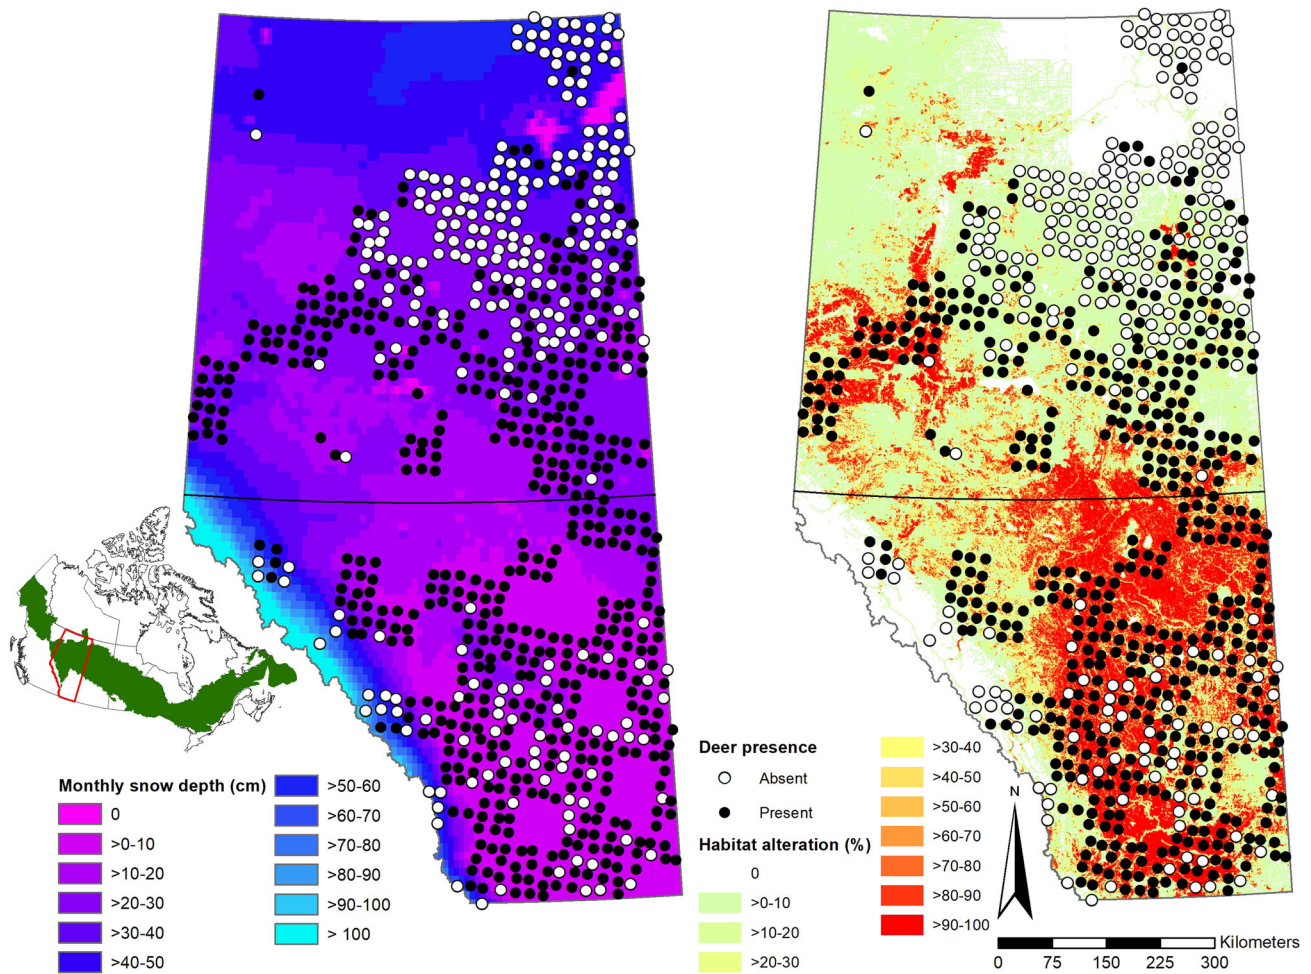 Monthly snow depth (cm)
0
>0-10
>10-20
>20-30
>30-40
>40-50
>50-60
>60-70
>70-80
>80-90
>90-100
> 100
Deer presence
Absent
Present
Habitat alteration (%)
0
>0-10
>10-20
>20-30
>30-40
>40-50
>50-60
>60-70
>70-80
>80-90
>90-100
N
Kilometers
0 75 150 225 300